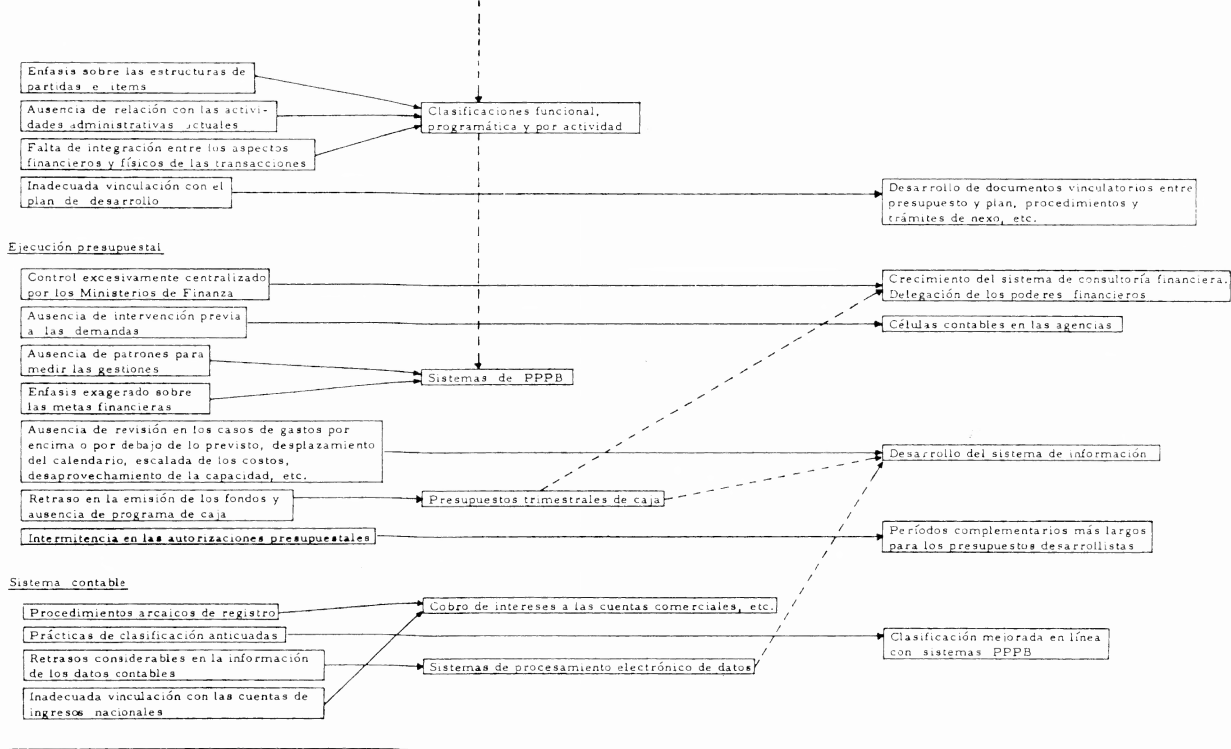 Enfasis sobre las estructuras de
partidas e items
Ausencia de relación con las activi-
dades administrativas actuales
Falta de integración entre los aspectos
financieros y físicos de las transacciones
Inadecuada vinculación con el
plan de desarrollo
Clasificaciones funcional,
programática y por actividad
Desarrollo de documentos vinculatorios entre
presupuesto y plan, procedimientos y
trámites de nexo, etc.
Ejecución presupuestal
Control excesivamente centralizado
por los Ministerios de Finanza
Ausencia de intervención previa
a las demandas
Ausencia de patrones para
medir las gestiones
Enfasis exagerado sobre
las metas financieras
Ausencia de revisión en los casos de gastos por
encima o por debajo de lo previsto, desplazamiento
del calendario, escalada de los costos,
desaprovechamiento de la capacidad, etc.
Retraso en la emisión de los fondos y
ausencia de programa de caja
Intermitencia en las autorizaciones presupuestales
Sistemas de PPPB
Presupuestos trimestrales de caja
Crecimiento del sistema de consultoría financiera.
Delegación de los poderes financieros
Células contables en las agencias
Desarrollo del sistema de información
Períodos complementarios más largos
para los presupuestos desarrollistas
Sistema contable
Procedimientos arcaicos de registro
Prácticas de clasificación anticuadas
Retrasos considerables en la información
de los datos contables
Inadecuada vinculación con las cuentas de
ingresos nacionales
Cobro de intereses a las cuentas comerciales, etc.
Sistemas de procesamiento electrónico de datos
Clasificación mejorada en línea
con sistemas PPPB